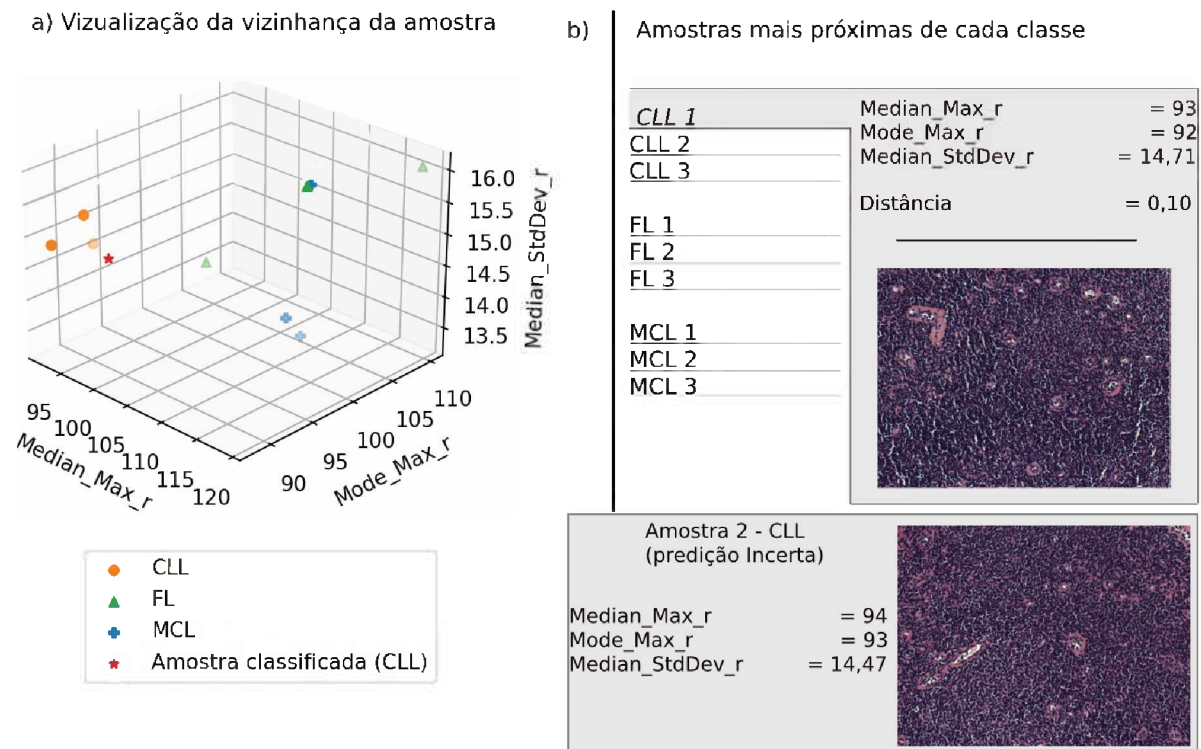 a) Vizualização da vizinhança da amostra
16.0
15.5
15.0
14.5
14.0
13.5
Median_StdDev_r
95
100
105
110
115
120
Median_Max_r
90
95
100
105
110
Mode_Max_r
CLL
FL
MCL
Amostra classificada (CLL)
b)
Amostras mais próximas de cada classe
CLL 1
CLL 2
CLL 3
FL 1
FL 2
FL 3
MCL 1
MCL 2
MCL 3
Median_Max_r = 93
Mode_Max_r = 92
Median_StdDev_r = 14,71
Distância = 0,10
Amostra 2 - CLL
(predição Incerta)
Median_Max_r = 94
Mode_Max_r = 93
Median_StdDev_r = 14,47